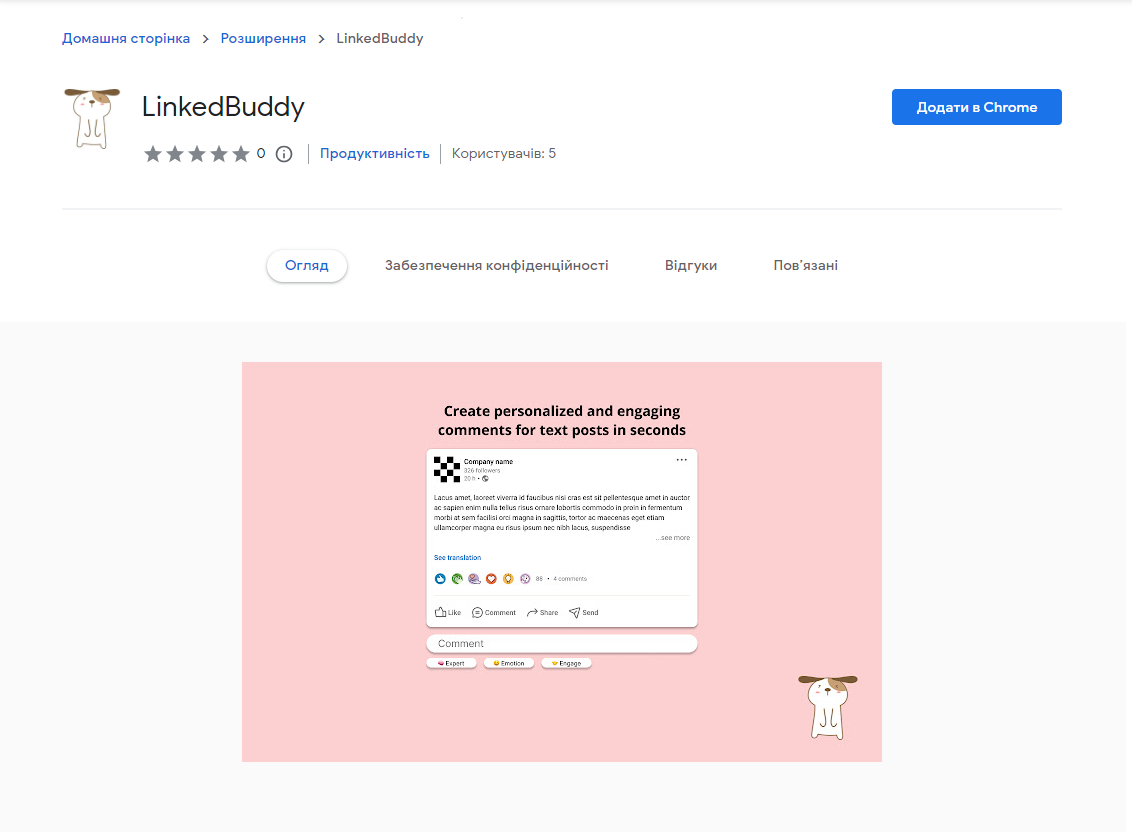 Домашня сторінка > Розширення > LinkedBuddy
LinkedBuddy
Додати в Chrome
0 Продуктивність Користувачів: 5
Огляд Забезпечення конфіденційності Відгуки Пов’язані
Create personalized and engaging
comments for text posts in seconds
Company name
326 followers
20 h •
Lacus amet, laoreet viverra id faucibus nisi cras est sit pellentesque amet in auctor
ac sapien enim nulla tellus risus ornare lobortis commodo in proin in fermentum
morbi at sem facilisi orci magna in sagittis, tortor ac maecenas eget etiam
ullamcorper magna eu risus ipsum nec nibh lacus, suspendisse
...see more
See translation
88 • 4 comments
Like Comment Share Send
Comment
Expert Emotion Engage